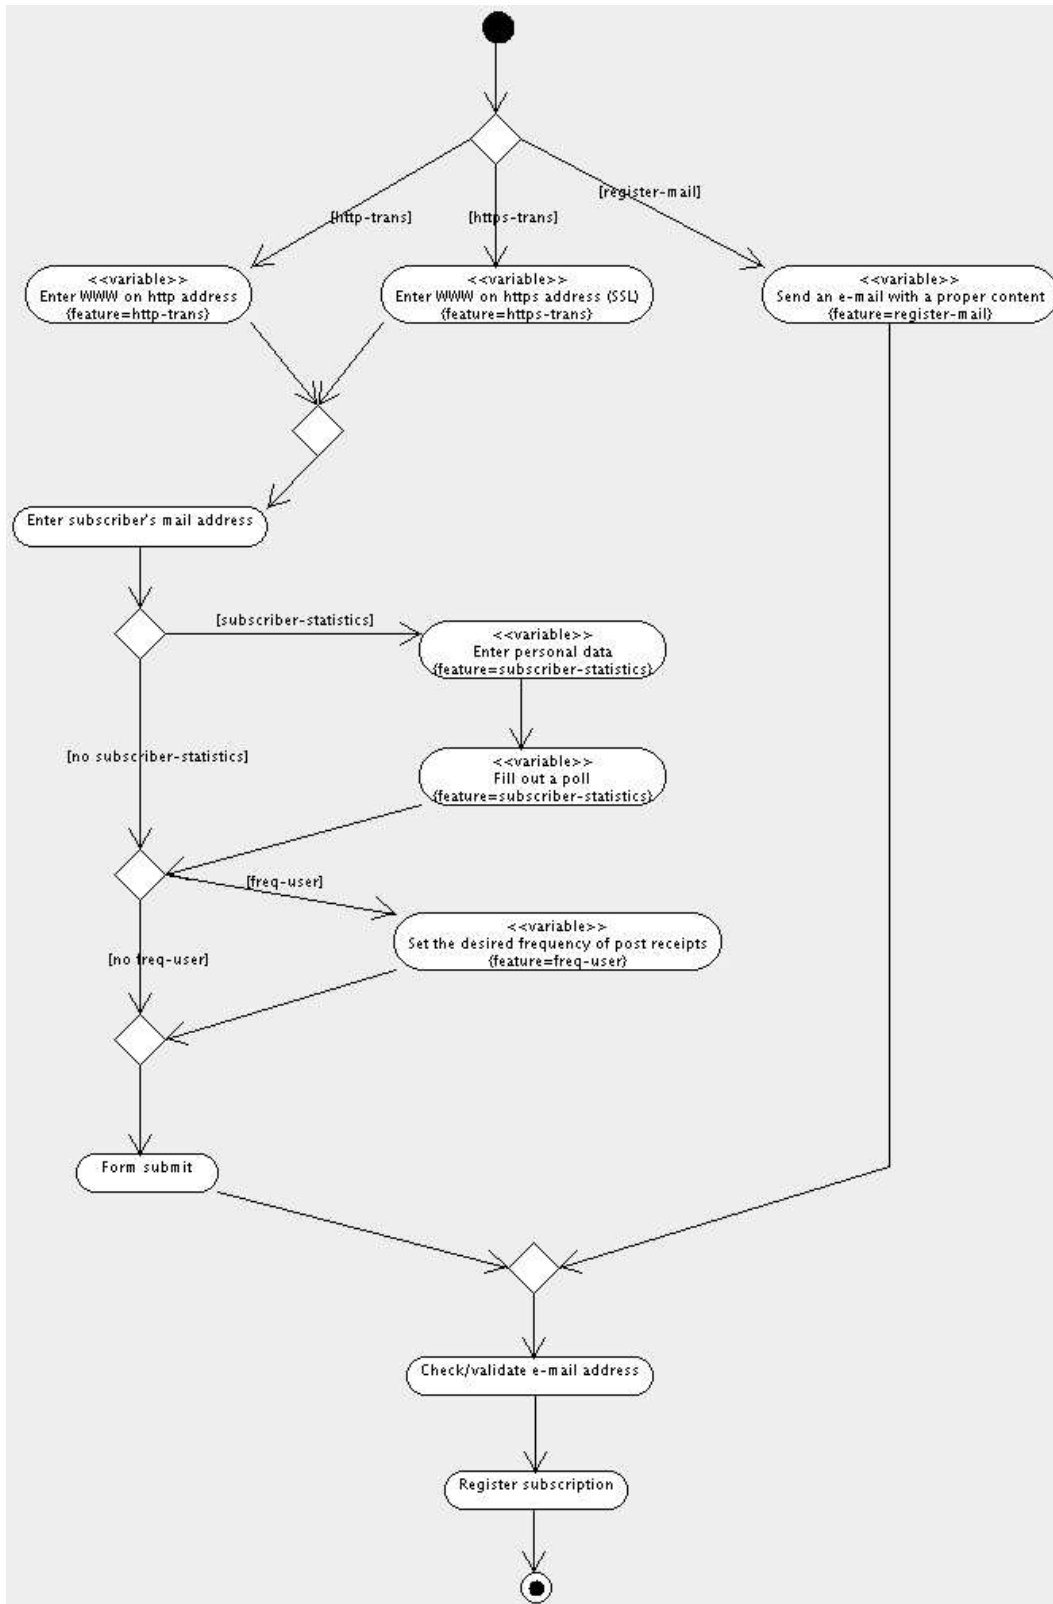 [register-mail]
[http-trans]
[https-trans]
<<variable>>
Enter WWW on http address
{feature=http-trans}
<<variable>>
Enter WWW on https address (SSL)
{feature=https-trans}
<<variable>>
Send an e-mail with a proper content
{feature=register-mail}
Enter subscriber's mail address
[subscriber-statistics]
<<variable>>
Enter personal data
{feature=subscriber-statistics}
[no subscriber-statistics]
<<variable>>
Fill out a poll
{feature=subscriber-statistics}
[freq-user]
<<variable>>
Set the desired frequency of post receipts
{feature=freq-user}
[no freq-user]
Form submit
Check/validate e-mail address
Register subscription